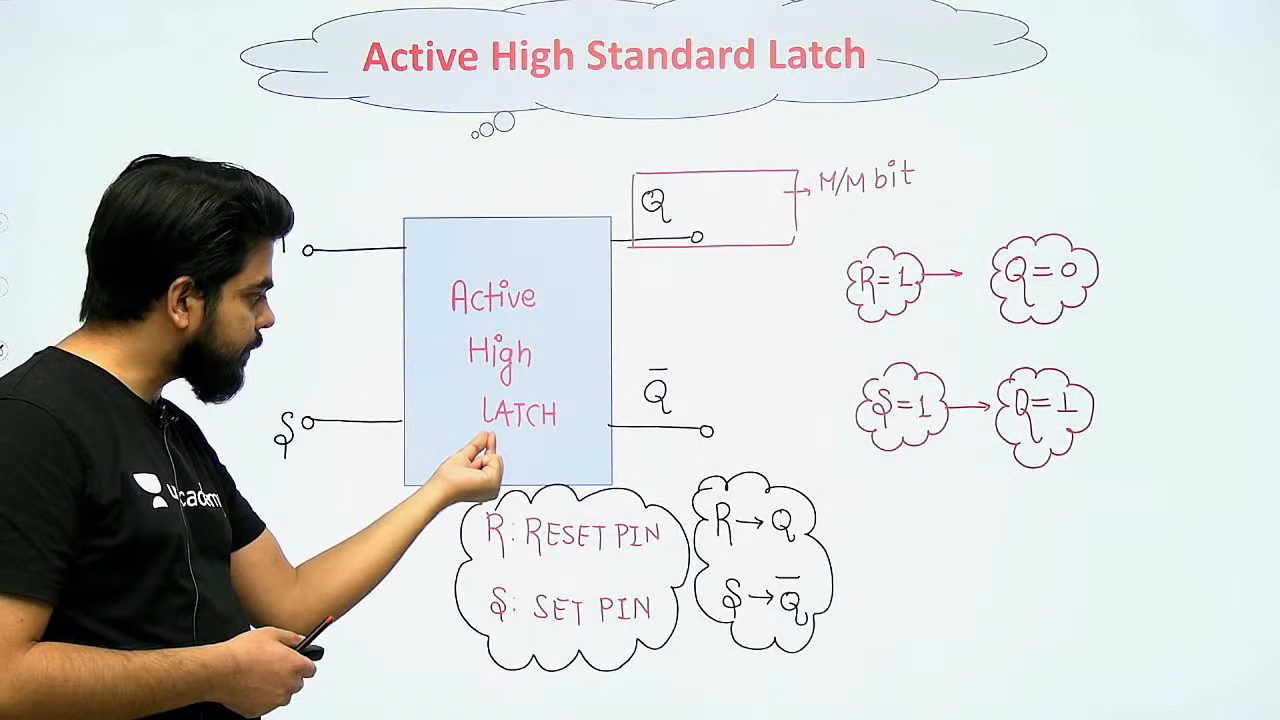 Active High Standard Latch
Q
M/M bit
R=1 → Q=0
Active
High
LATCH
Q̅
S=1 → Q=1
S
R: RESET PIN
S: SET PIN
R→Q
S→Q̅